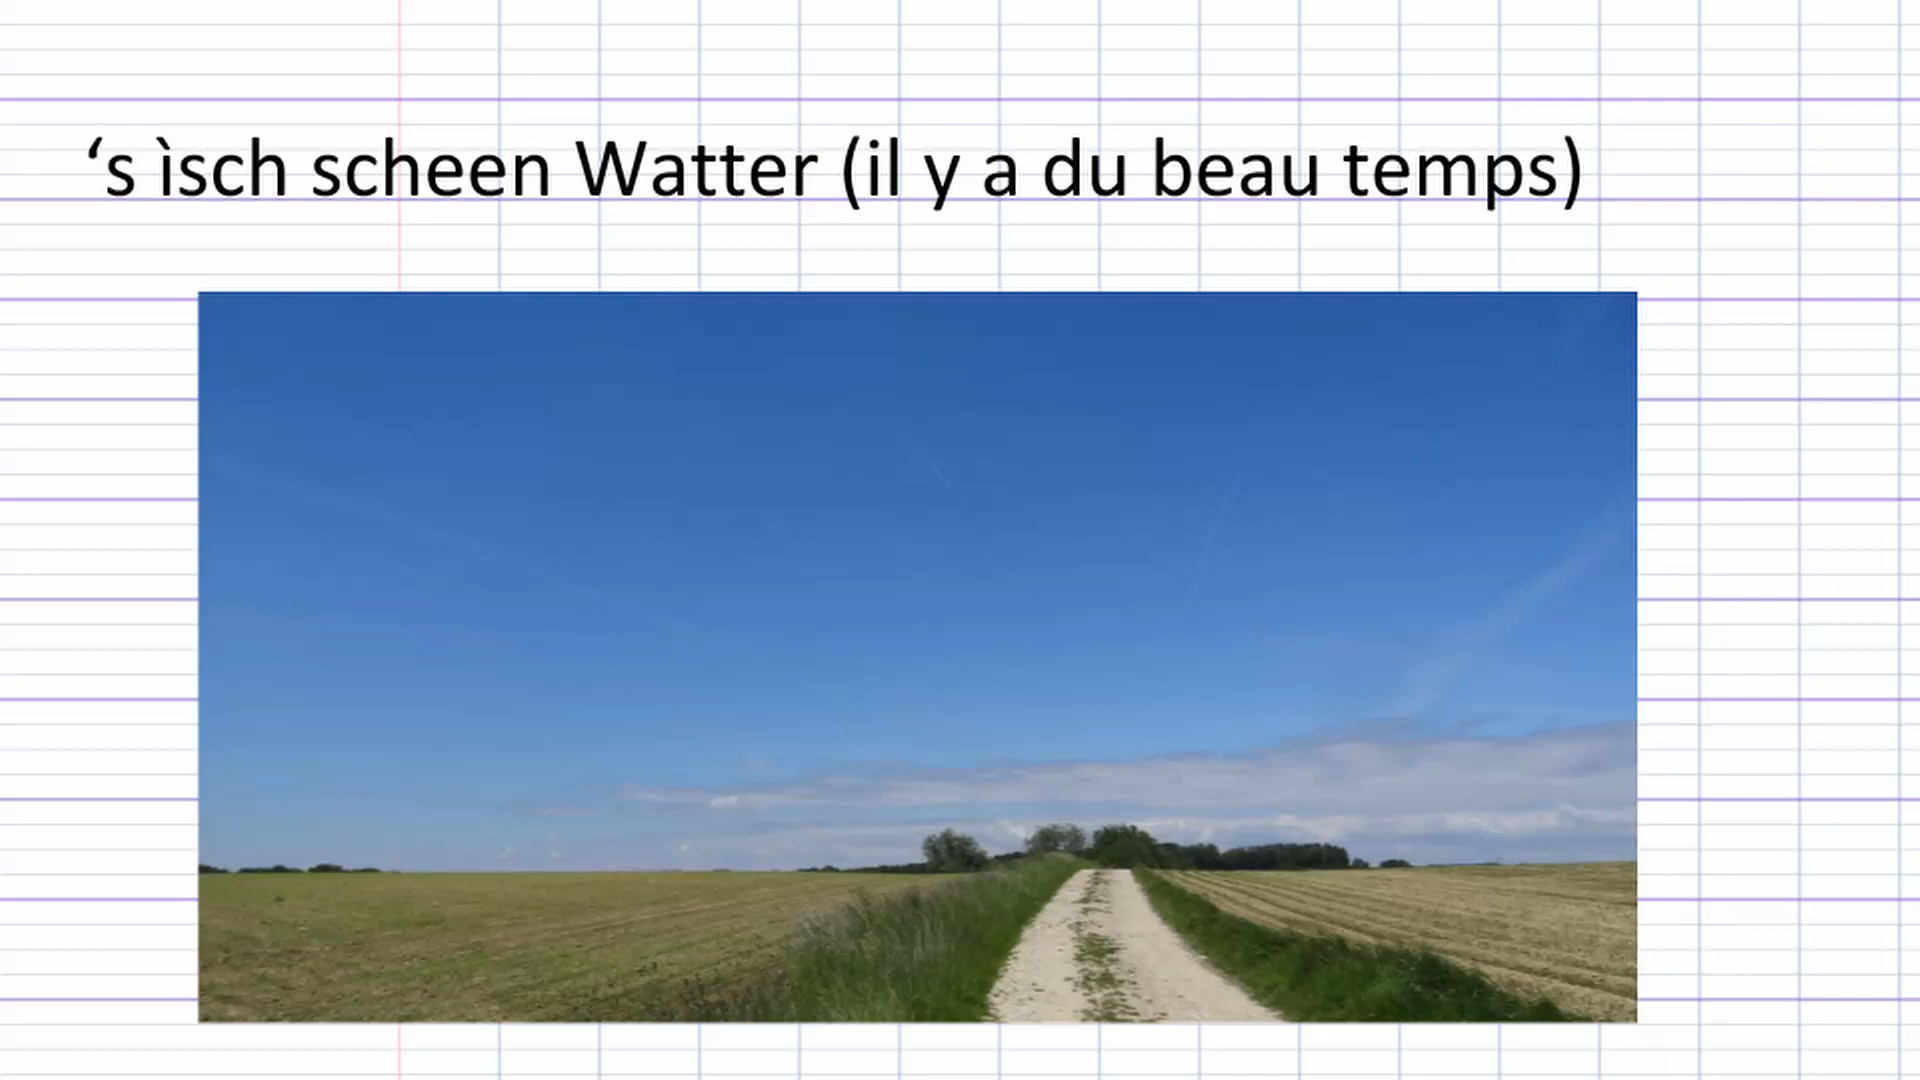 ‘s ìsch scheen Watter (il y a du beau temps)